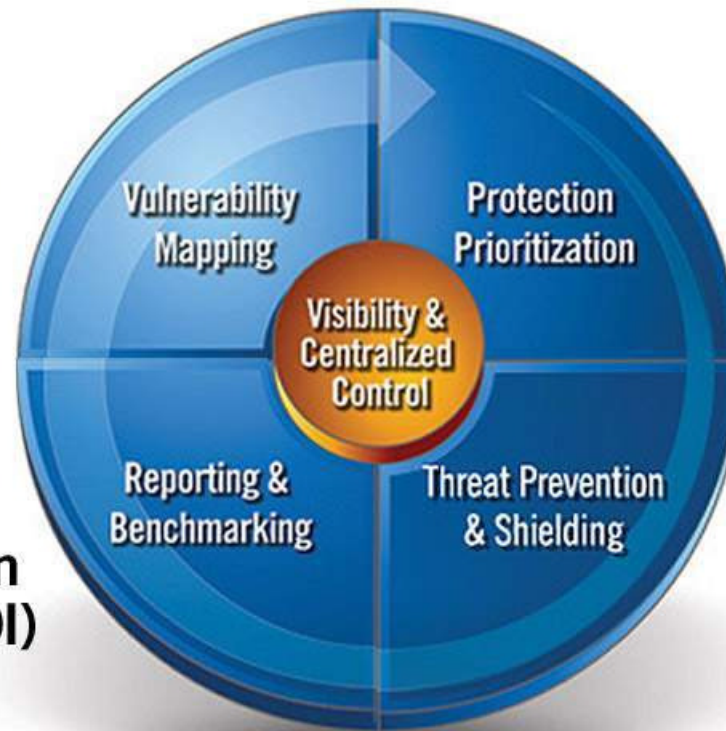 Vulnerability
Mapping
Protection
Prioritization
Visibility &
Centralized
Control
Reporting &
Benchmarking
Threat Prevention
& Shielding